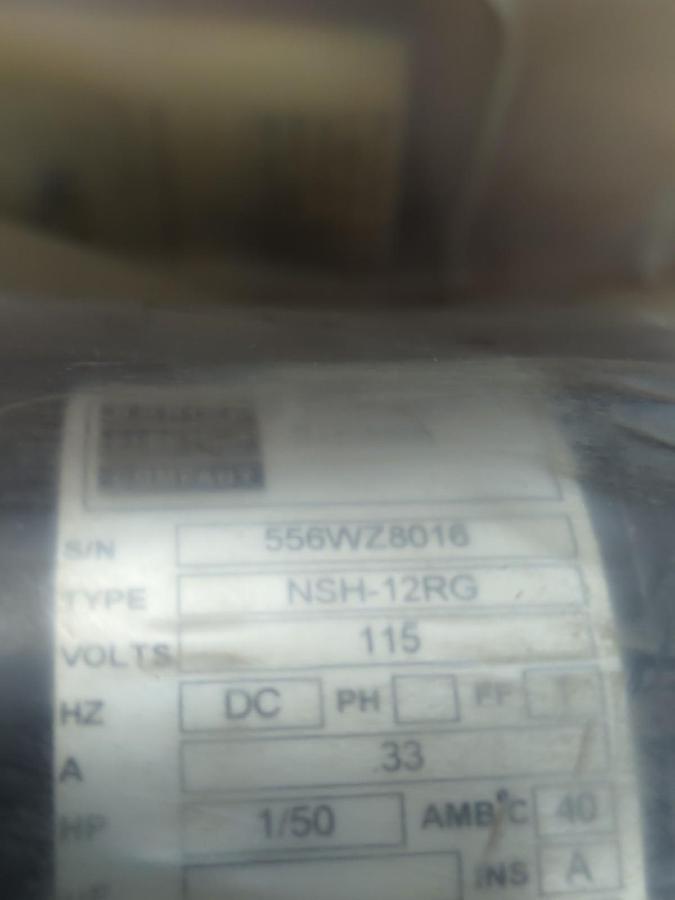 COMPANY
S/N 556WZ8016
TYPE NSH-12RG
VOLTS 115
HZ DC PH
A .33
HP 1/50 AMB°C 40
INS A